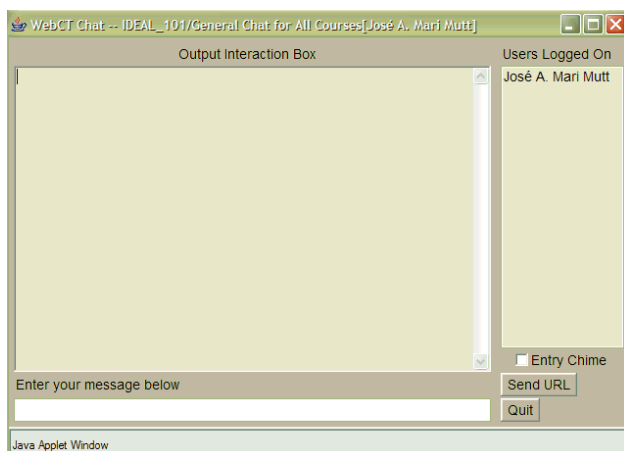 WebCT Chat -- IDEAL_101/General Chat for All Courses[José A. Mari Mutt]
Output Interaction Box
Users Logged On
José A. Mari Mutt
Entry Chime
Enter your message below
Send URL
Quit
Java Applet Window